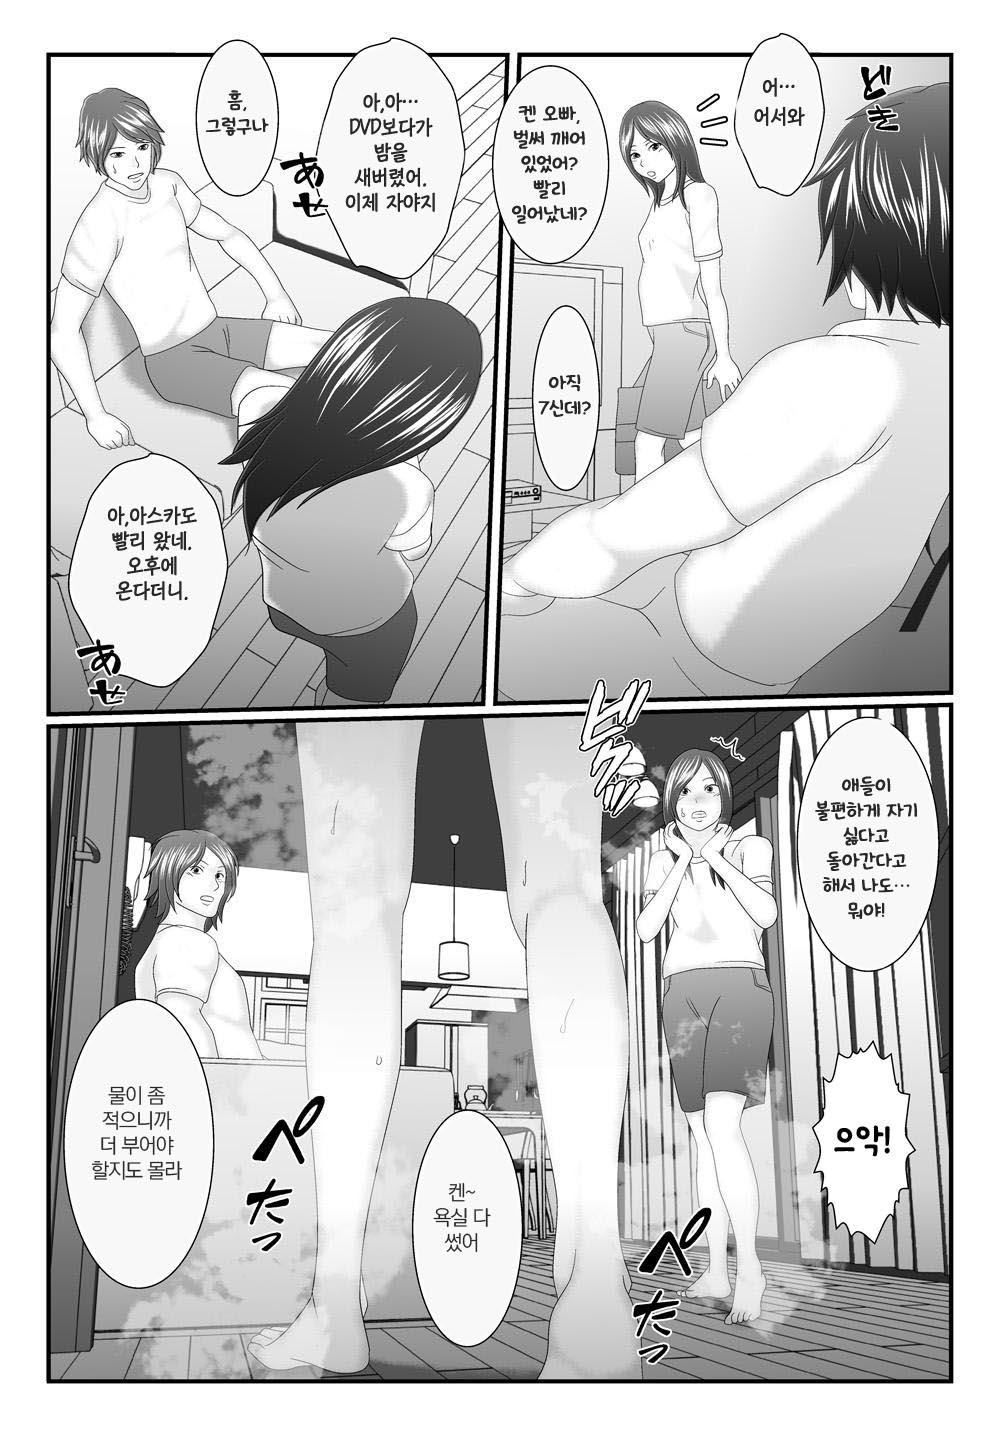 어…
어서와
どきっ
켄 오빠,
벌써 깨어
있었어?
빨리
일어났네?
아직
7신데?
아,아…
DVD보다가
밤을
새버렸어.
이제 자야지
흠,
그렇구나
あせ
아,아스카도
빨리 왔네.
오후에
온다더니.
あせ
애들이
불편하게 자기
싫다고
돌아간다고
해서 나도…
뭐야!
ビクッ
으악!
물이 좀
적으니까
더 부어야
할지도 몰라
켄~
욕실 다
썼어
ペたっ
ペたっ